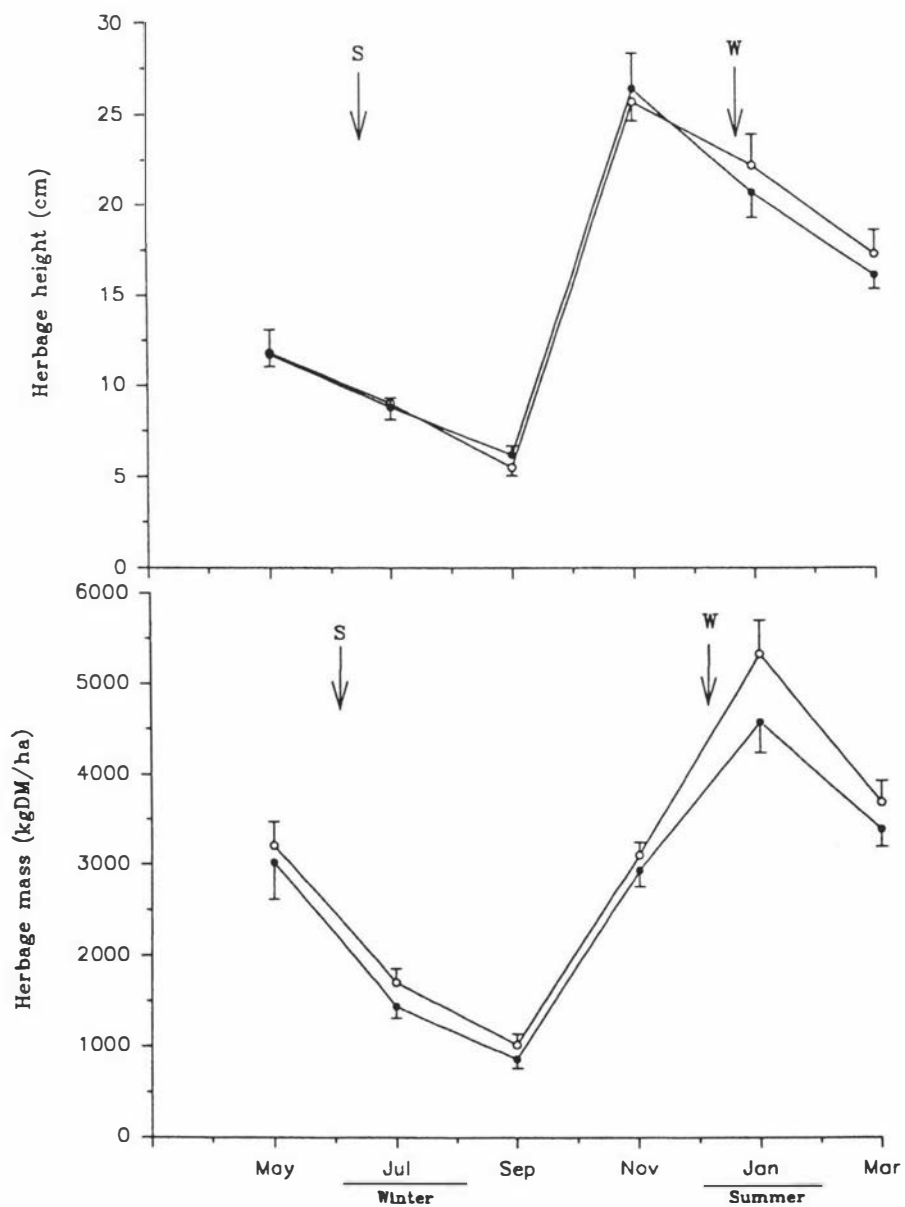 30
25
20
15
10
5
0
Herbage height (cm)
S
W
6000
5000
4000
3000
2000
1000
0
Herbage mass (kgDM/ha)
S
W
May Jul Sep Nov Jan Mar
Winter Summer